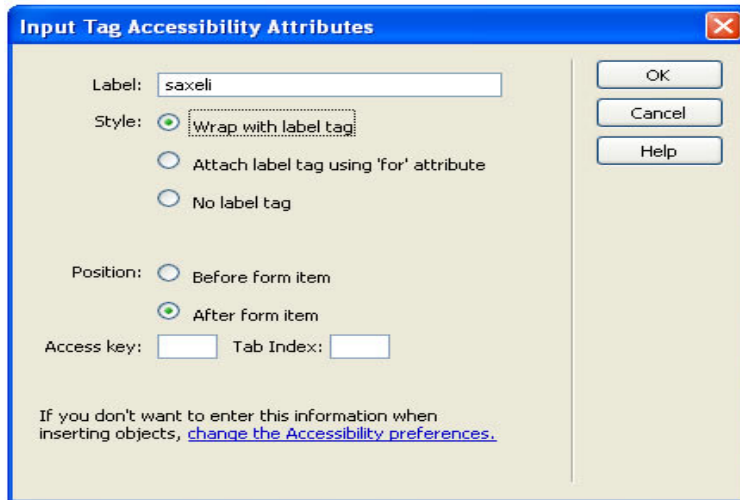 Input Tag Accessibility Attributes
Label: saxeli
OK
Style: Wrap with label tag
Cancel
Attach label tag using 'for' attribute
Help
No label tag
Position: Before form item
After form item
Access key: Tab Index:
If you don't want to enter this information when
inserting objects, change the Accessibility preferences.